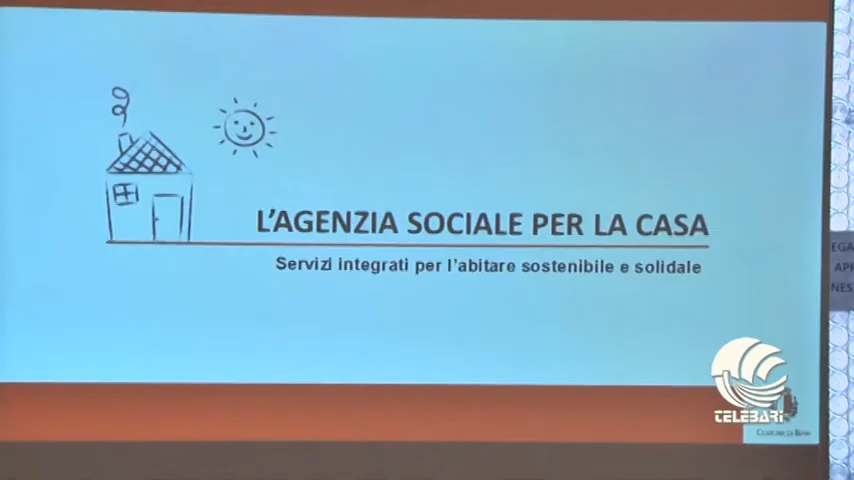 L'AGENZIA SOCIALE PER LA CASA
Servizi integrati per l'abitare sostenibile e solidale
TELEBARI